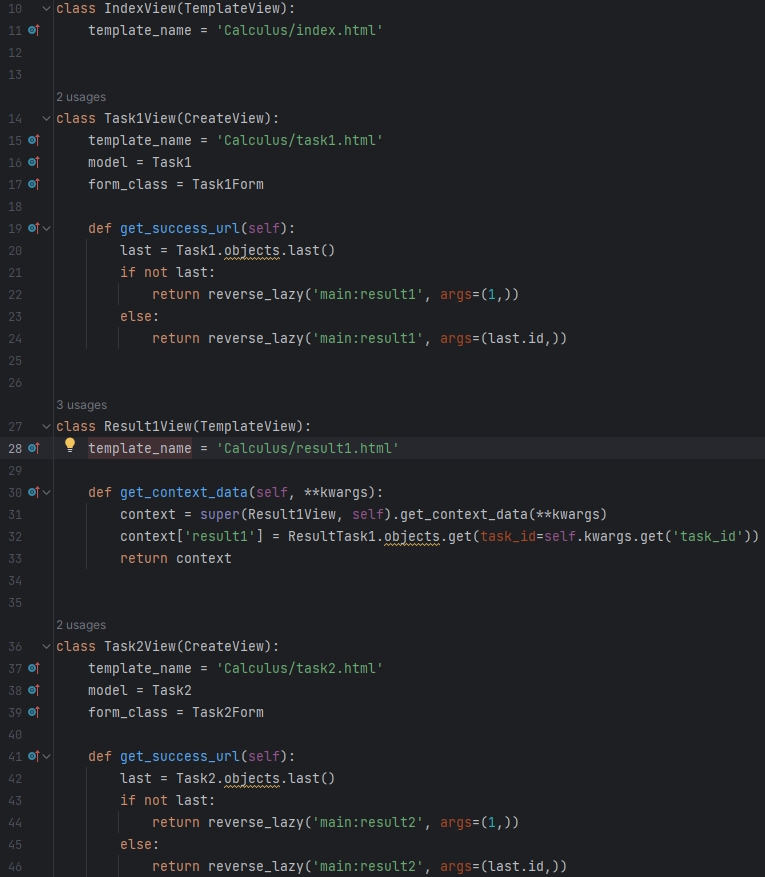 10 class IndexView(TemplateView):
11 template_name = 'Calculus/index.html'
12
13
2 usages
14 class Task1View(CreateView):
15 template_name = 'Calculus/task1.html'
16 model = Task1
17 form_class = Task1Form
18
19 def get_success_url(self):
20 last = Task1.objects.last()
21 if not last:
22 return reverse_lazy('main:result1', args=(1,))
23 else:
24 return reverse_lazy('main:result1', args=(last.id,))
25
26
3 usages
27 class Result1View(TemplateView):
28 template_name = 'Calculus/result1.html'
29
30 def get_context_data(self, **kwargs):
31 context = super(Result1View, self).get_context_data(**kwargs)
32 context['result1'] = ResultTask1.objects.get(task_id=self.kwargs.get('task_id'))
33 return context
34
35
2 usages
36 class Task2View(CreateView):
37 template_name = 'Calculus/task2.html'
38 model = Task2
39 form_class = Task2Form
40
41 def get_success_url(self):
42 last = Task2.objects.last()
43 if not last:
44 return reverse_lazy('main:result2', args=(1,))
45 else:
46 return reverse_lazy('main:result2', args=(last.id,))